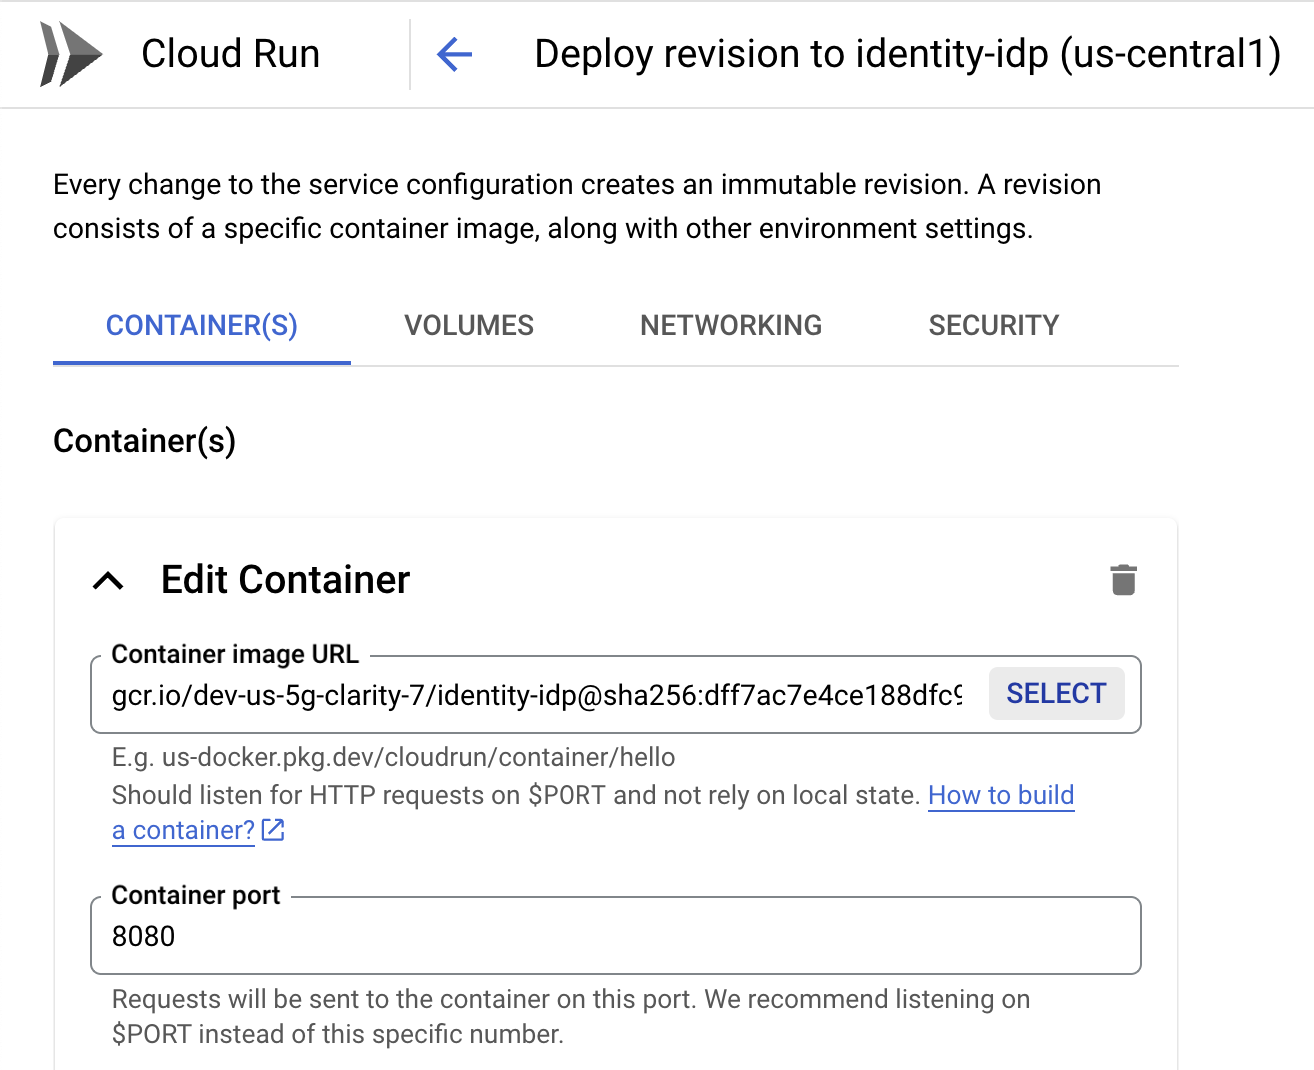 Cloud Run
Deploy revision to identity-idp (us-central1)
Every change to the service configuration creates an immutable revision. A revision
consists of a specific container image, along with other environment settings.
CONTAINER(S) VOLUMES NETWORKING SECURITY
Container(s)
Edit Container
Container image URL
gcr.io/dev-us-5g-clarity-7/identity-idp@sha256:dff7ac7e4ce188dfc9
SELECT
E.g. us-docker.pkg.dev/cloudrun/container/hello
Should listen for HTTP requests on $PORT and not rely on local state. How to build
a container?
Container port
8080
Requests will be sent to the container on this port. We recommend listening on
$PORT instead of this specific number.